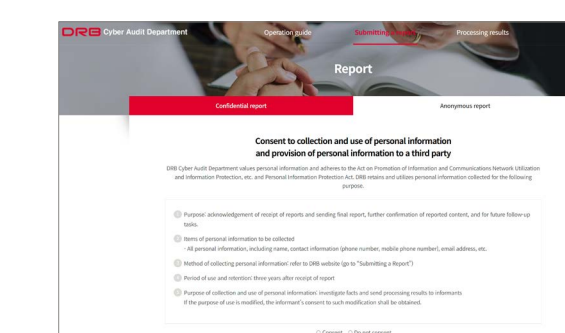 DRB Cyber Audit Department
Operation guide
Submitting a Report
Processing results
Report
Confidential report
Anonymous report
Consent to collection and use of personal information
and provision of personal information to a third party
DRB Cyber Audit Department values personal information and adheres to the Act on Promotion of Information and Communications Network Utilization
and Information Protection, etc. and Personal Information Protection Act. DRB retains and utilizes personal information collected for the following
purpose.
1 Purpose: acknowledgement of receipt of reports and sending final report, further confirmation of reported content, and for future follow-up
tasks.
2 Items of personal information to be collected
- All personal information, including name, contact information (phone number, mobile phone number), email address, etc.
3 Method of collecting personal information: refer to DRB website (go to "Submitting a Report")
4 Period of use and retention: three years after receipt of report
5 Purpose of collection and use of personal information: investigate facts and send processing results to informants
If the purpose of use is modified, the informant's consent to such modification shall be obtained.
Consent Do not consent